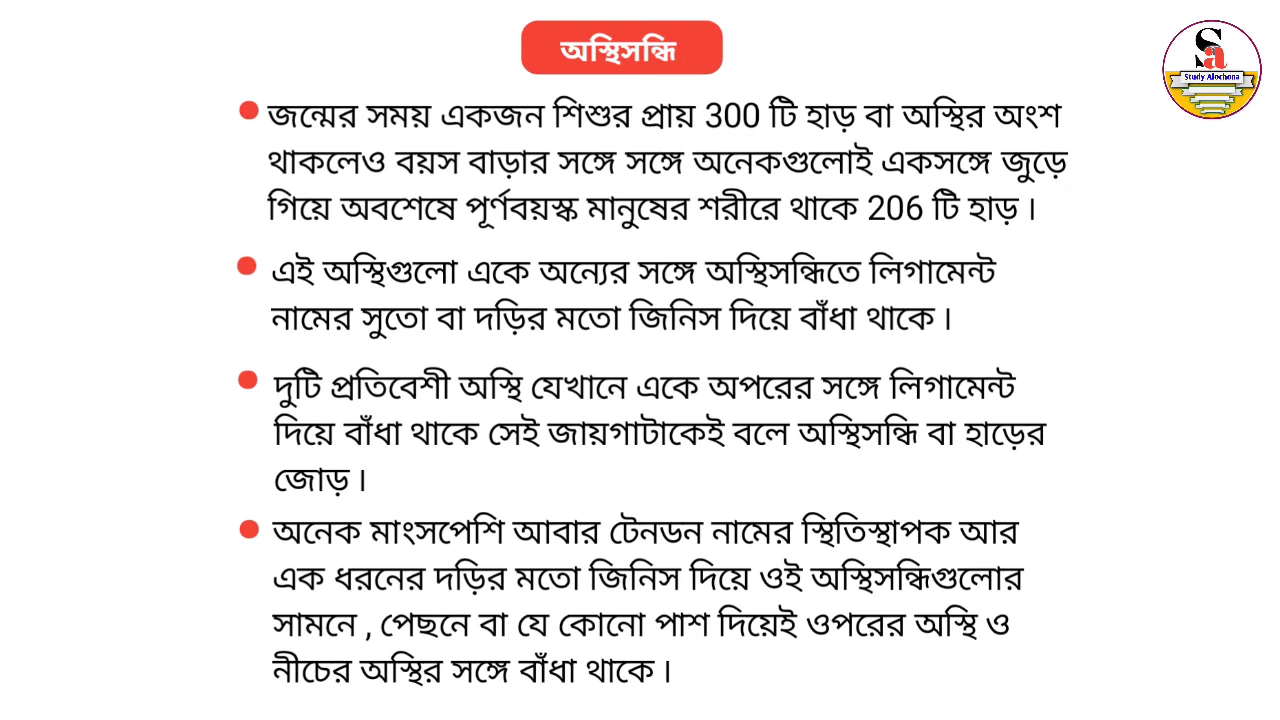 অস্থিসন্ধি
Sa
Study Alochona
জন্মের সময় একজন শিশুর প্রায় 300 টি হাড় বা অস্থির অংশ
থাকলেও বয়স বাড়ার সঙ্গে সঙ্গে অনেকগুলোই একসঙ্গে জুড়ে
গিয়ে অবশেষে পূর্ণবয়স্ক মানুষের শরীরে থাকে 206 টি হাড় ।
এই অস্থিগুলো একে অন্যের সঙ্গে অস্থিসন্ধিতে লিগামেন্ট
নামের সুতো বা দড়ির মতো জিনিস দিয়ে বাঁধা থাকে ।
দুটি প্রতিবেশী অস্থি যেখানে একে অপরের সঙ্গে লিগামেন্ট
দিয়ে বাঁধা থাকে সেই জায়গাটাকেই বলে অস্থিসন্ধি বা হাড়ের
জোড় ।
অনেক মাংসপেশি আবার টেনডন নামের স্থিতিস্থাপক আর
এক ধরনের দড়ির মতো জিনিস দিয়ে ওই অস্থিসন্ধিগুলোর
সামনে , পেছনে বা যে কোনো পাশ দিয়েই ওপরের অস্থি ও
নীচের অস্থির সঙ্গে বাঁধা থাকে ।